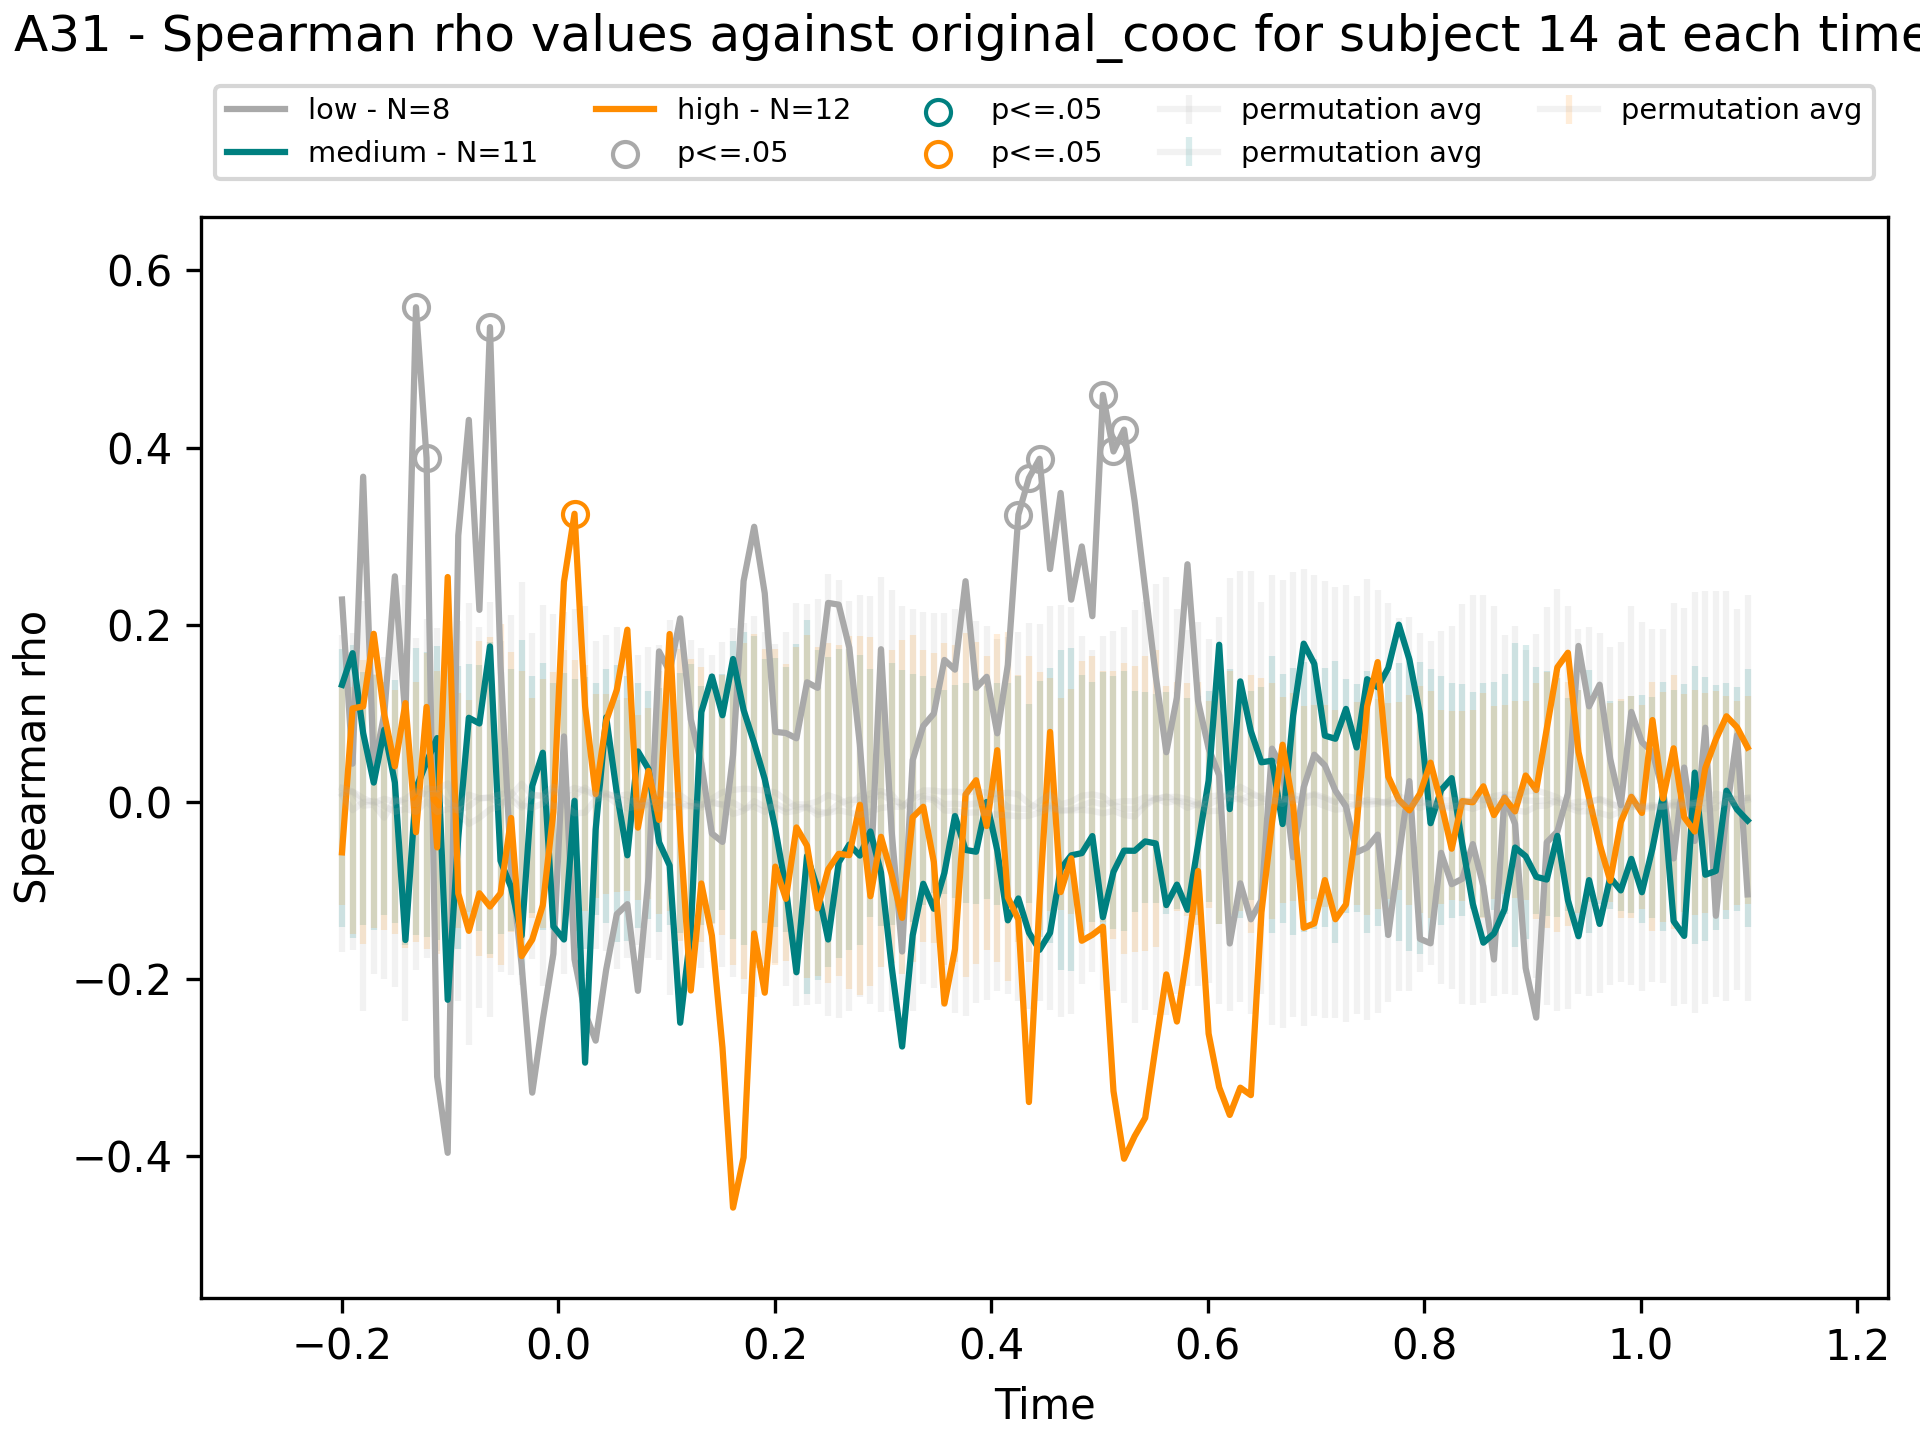 A31 - Spearman rho values against original_cooc for subject 14 at each time
low - N=8
medium - N=11
high - N=12
p<=.05
p<=.05
p<=.05
permutation avg
permutation avg
permutation avg
Spearman rho
0.6
0.4
0.2
0.0
−0.2
−0.4
−0.2
0.0
0.2
0.4
0.6
0.8
1.0
1.2
Time